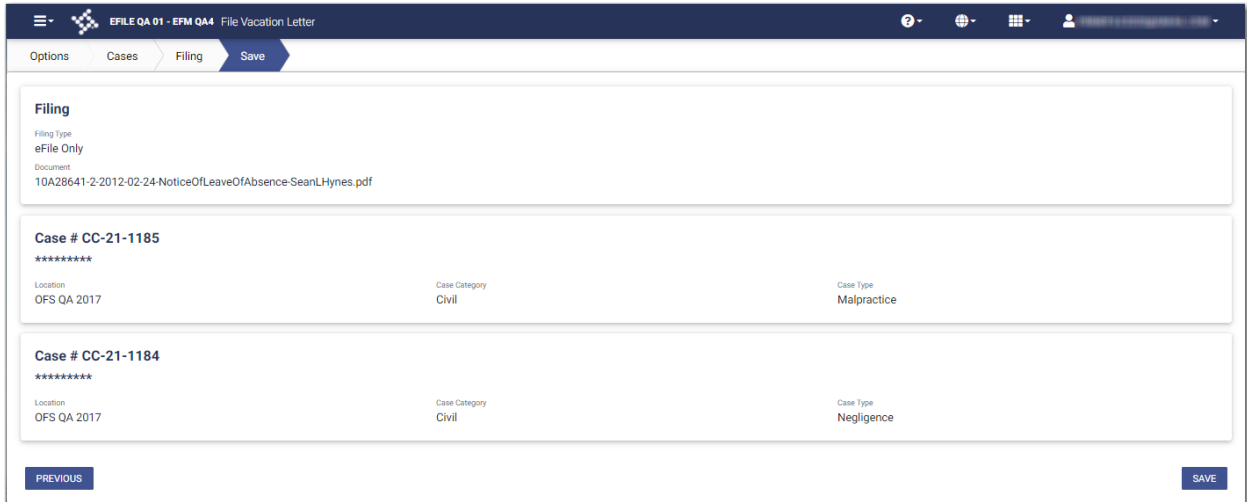 EFILE QA 01 - EFM QA4 File Vacation Letter
Options Cases Filing Save
Filing
Filing Type
eFile Only
Document
10A28641-2-2012-02-24-NoticeOfLeaveOfAbsence-SeanLHynes.pdf
Case # CC-21-1185
*********
Location Case Category Case Type
OFS QA 2017 Civil Malpractice
Case # CC-21-1184
*********
Location Case Category Case Type
OFS QA 2017 Civil Negligence
PREVIOUS SAVE